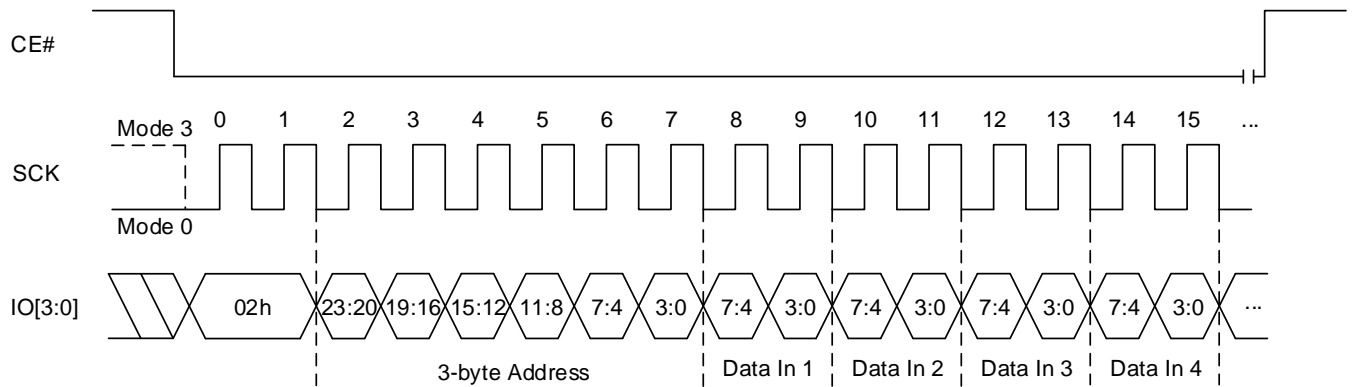 CE#
Mode 3 0 1 2 3 4 5 6 7 8 9 10 11 12 13 14 15 ...
SCK
Mode 0
IO[3:0] 02h 23:20 19:16 15:12 11:8 7:4 3:0 7:4 3:0 7:4 3:0 7:4 3:0 7:4 3:0 ...
3-byte Address Data In 1 Data In 2 Data In 3 Data In 4